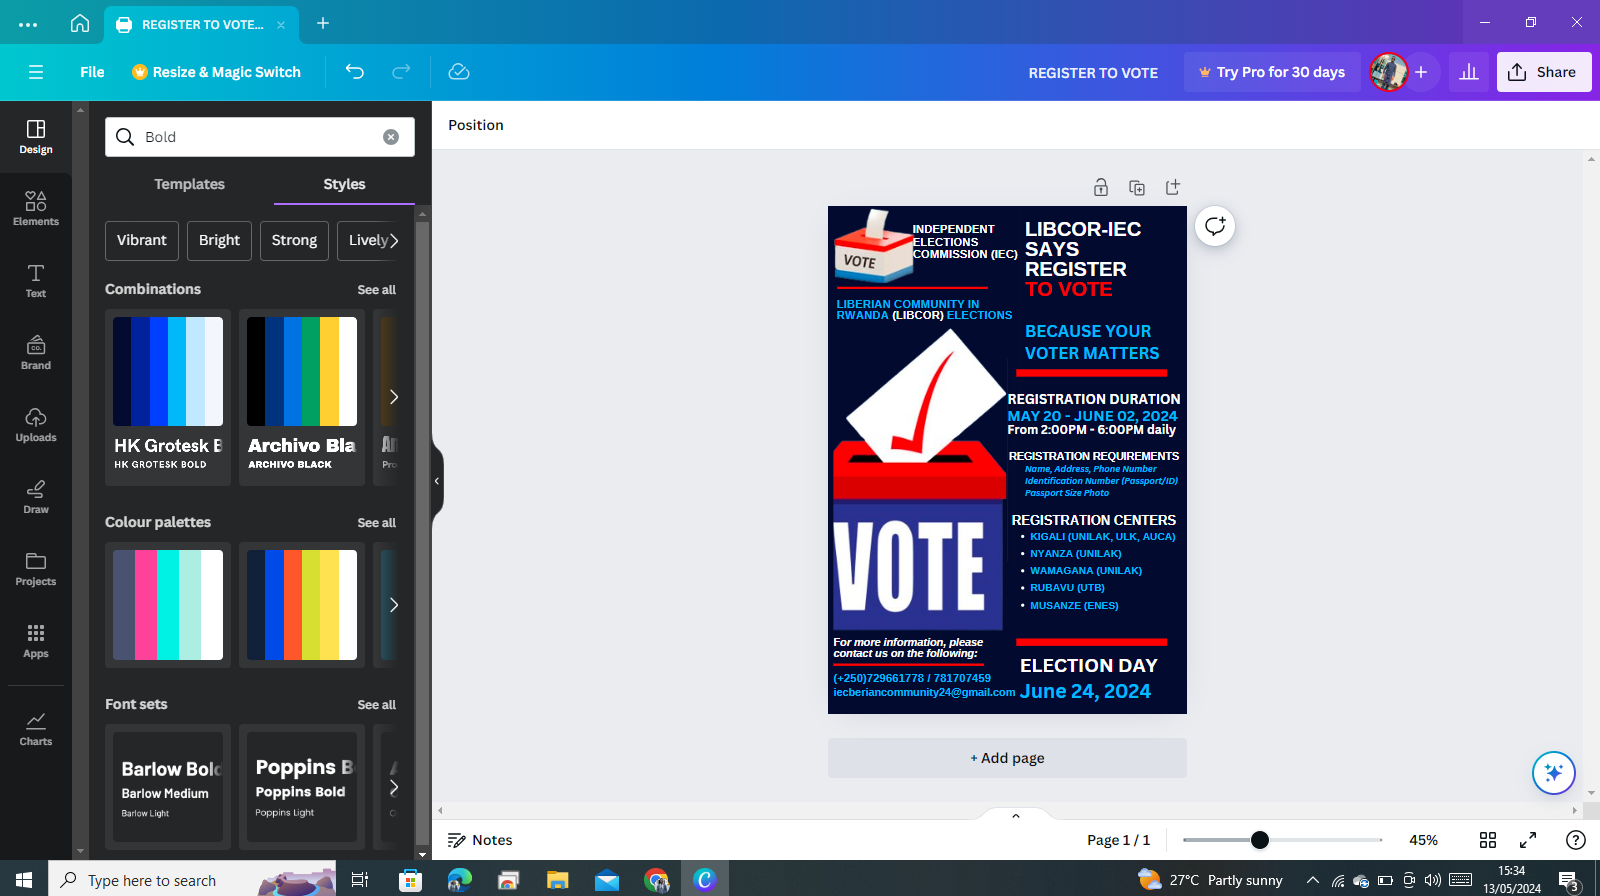 REGISTER TO VOTE...
File
Resize & Magic Switch
REGISTER TO VOTE
Try Pro for 30 days
Share
Design
Elements
Text
Brand
Uploads
Draw
Projects
Apps
Charts
Bold
Templates
Styles
Vibrant
Bright
Strong
Lively
Combinations
See all
HK Grotesk B
HK GROTESK BOLD
Archivo Bla
ARCHIVO BLACK
Colour palettes
See all
Font sets
See all
Barlow Bold
Barlow Medium
Barlow Light
Poppins B
Poppins Bold
Poppins Light
Position
VOTE
INDEPENDENT
ELECTIONS
COMMISSION (IEC)
LIBERIAN COMMUNITY IN
RWANDA (LIBCOR) ELECTIONS
VOTE
For more information, please
contact us on the following:
(+250)729661778 / 781707459
iecberiancommunity24@gmail.com
LIBCOR-IEC
SAYS
REGISTER
TO VOTE
BECAUSE YOUR
VOTER MATTERS
REGISTRATION DURATION
MAY 20 - JUNE 02, 2024
From 2:00PM - 6:00PM daily
REGISTRATION REQUIREMENTS
Name, Address, Phone Number
Identification Number (Passport/ID)
Passport Size Photo
REGISTRATION CENTERS
• KIGALI (UNILAK, ULK, AUCA)
• NYANZA (UNILAK)
• WAMAGANA (UNILAK)
• RUBAVU (UTB)
• MUSANZE (ENES)
ELECTION DAY
June 24, 2024
+ Add page
Notes
Page 1 / 1
45%
Type here to search
27°C Partly sunny
15:34
13/05/2024
3